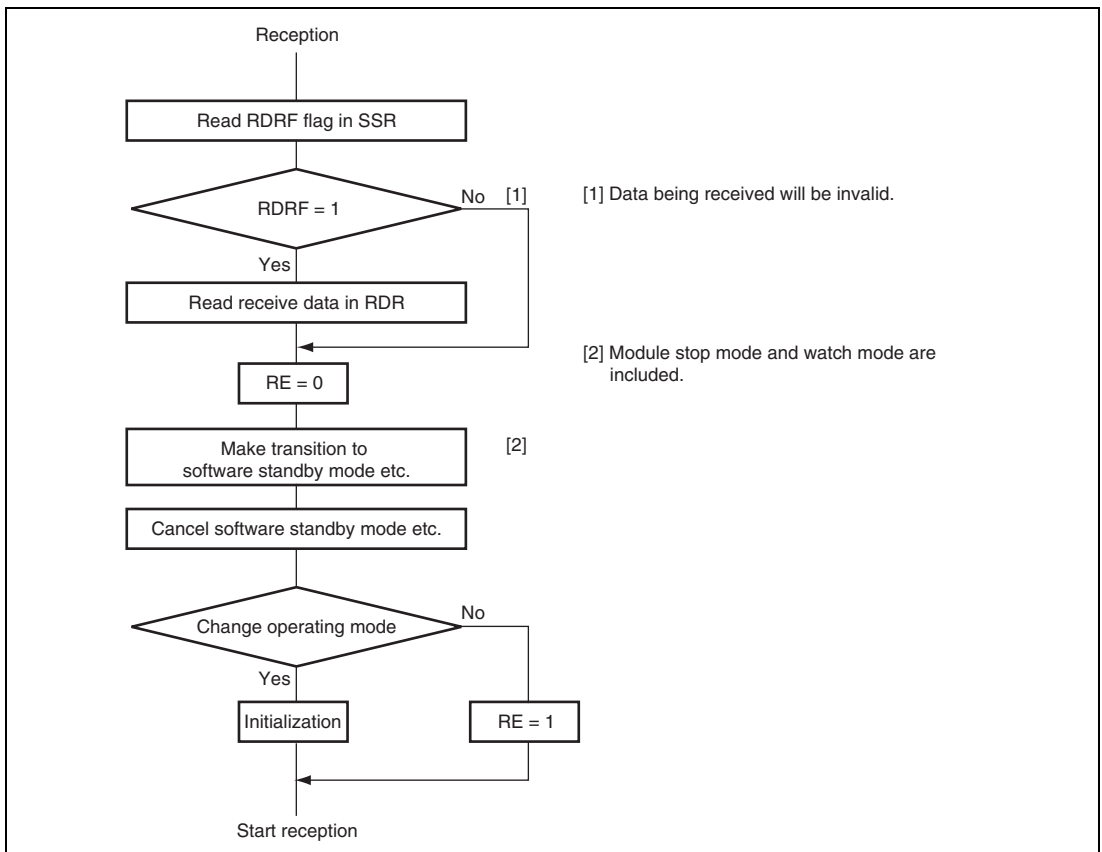 Reception
Read RDRF flag in SSR
RDRF = 1
No [1]
[1] Data being received will be invalid.
Yes
Read receive data in RDR
[2] Module stop mode and watch mode are
included.
RE = 0
Make transition to
software standby mode etc.
[2]
Cancel software standby mode etc.
Change operating mode
No
Yes
Initialization
RE = 1
Start reception